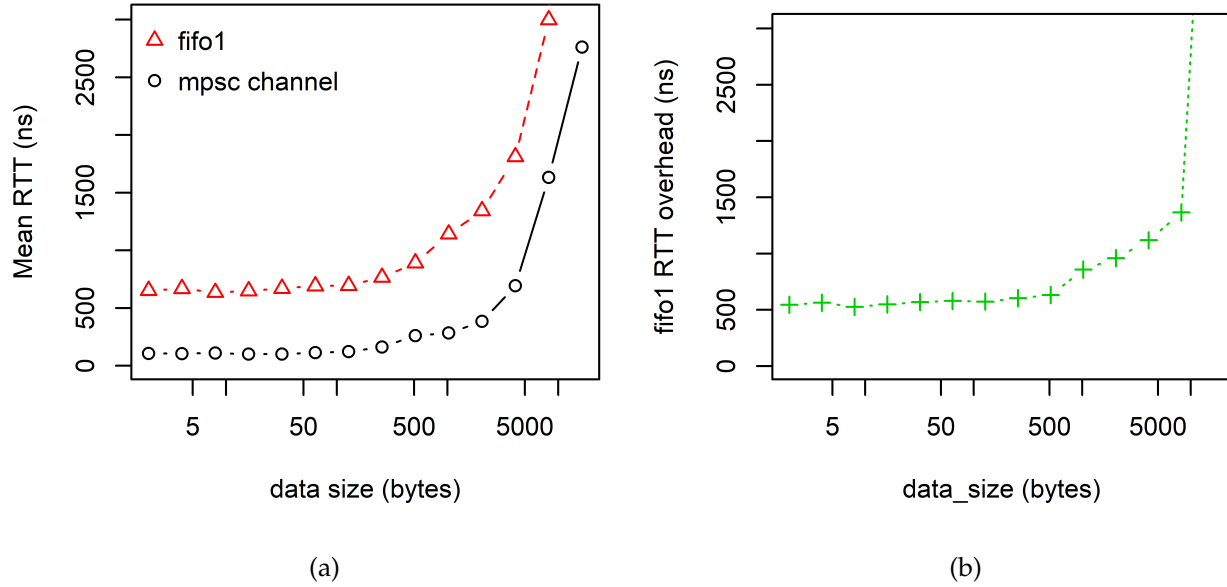 fifo1
mpsc channel
Mean RTT (ns)
0
500
1500
2500
5
50
500
5000
data size (bytes)
(a)
fifo1 RTT overhead (ns)
0
500
1500
2500
5
50
500
5000
data_size (bytes)
(b)